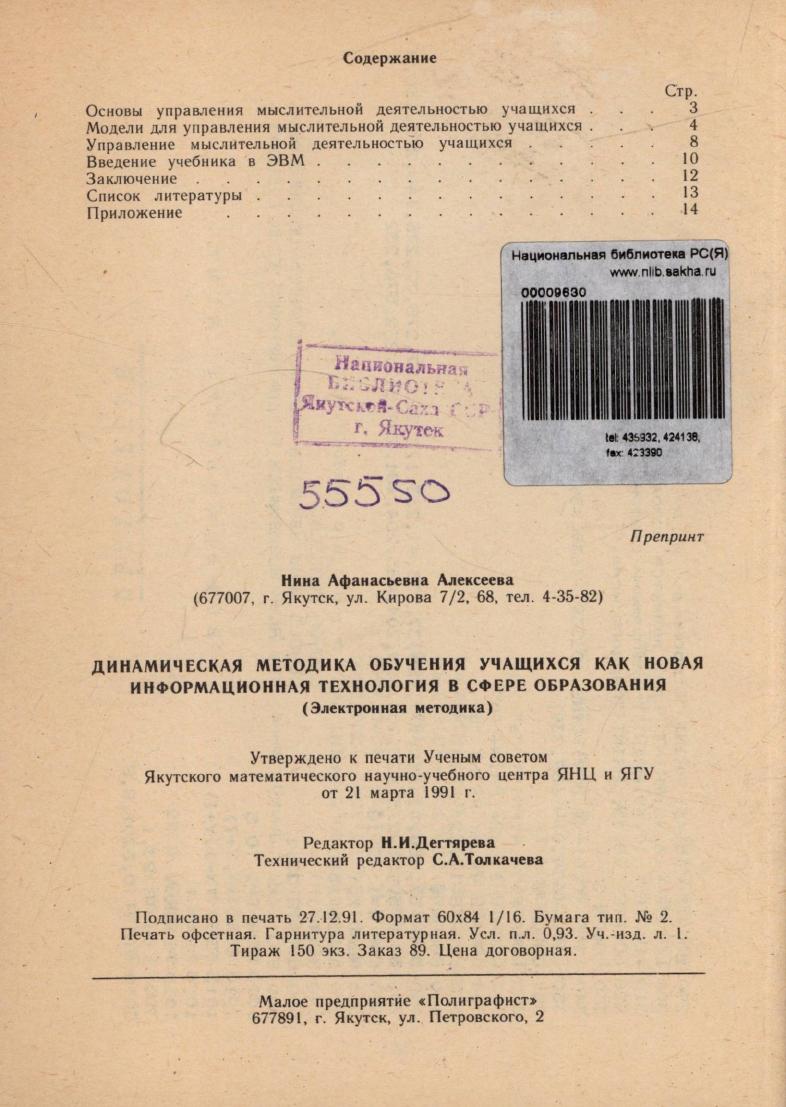 Содержание
Стр.
Основы управления мыслительной деятельностью учащихся . . . 3
Модели для управления мыслительной деятельностью учащихся . . . 4
Управление мыслительной деятельностью учащихся . . . . . 8
Введение учебника в ЭВМ . . . . . . . . . . . . 10
Заключение . . . . . . . . . . . . . . . . 12
Список литературы . . . . . . . . . . . . . . 13
Приложение . . . . . . . . . . . . . . . 14
Национальная библиотека РС(Я)
www.nlib.sakha.ru
00009630
tel: 435932, 424138,
fax: 423390
Национальная
Якутской-Саха
г. Якутск
55550
Препринт
Нина Афанасьевна Алексеева
(677007, г. Якутск, ул. Кирова 7/2, 68, тел. 4-35-82)
ДИНАМИЧЕСКАЯ МЕТОДИКА ОБУЧЕНИЯ УЧАЩИХСЯ КАК НОВАЯ
ИНФОРМАЦИОННАЯ ТЕХНОЛОГИЯ В СФЕРЕ ОБРАЗОВАНИЯ
(Электронная методика)
Утверждено к печати Ученым советом
Якутского математического научно-учебного центра ЯНЦ и ЯГУ
от 21 марта 1991 г.
Редактор Н.И.Дегтярева
Технический редактор С.А.Толкачева
Подписано в печать 27.12.91. Формат 60х84 1/16. Бумага тип. № 2.
Печать офсетная. Гарнитура литературная. Усл. п.л. 0,93. Уч.-изд. л. 1.
Тираж 150 экз. Заказ 89. Цена договорная.
Малое предприятие «Полиграфист»
677891, г. Якутск, ул. Петровского, 2